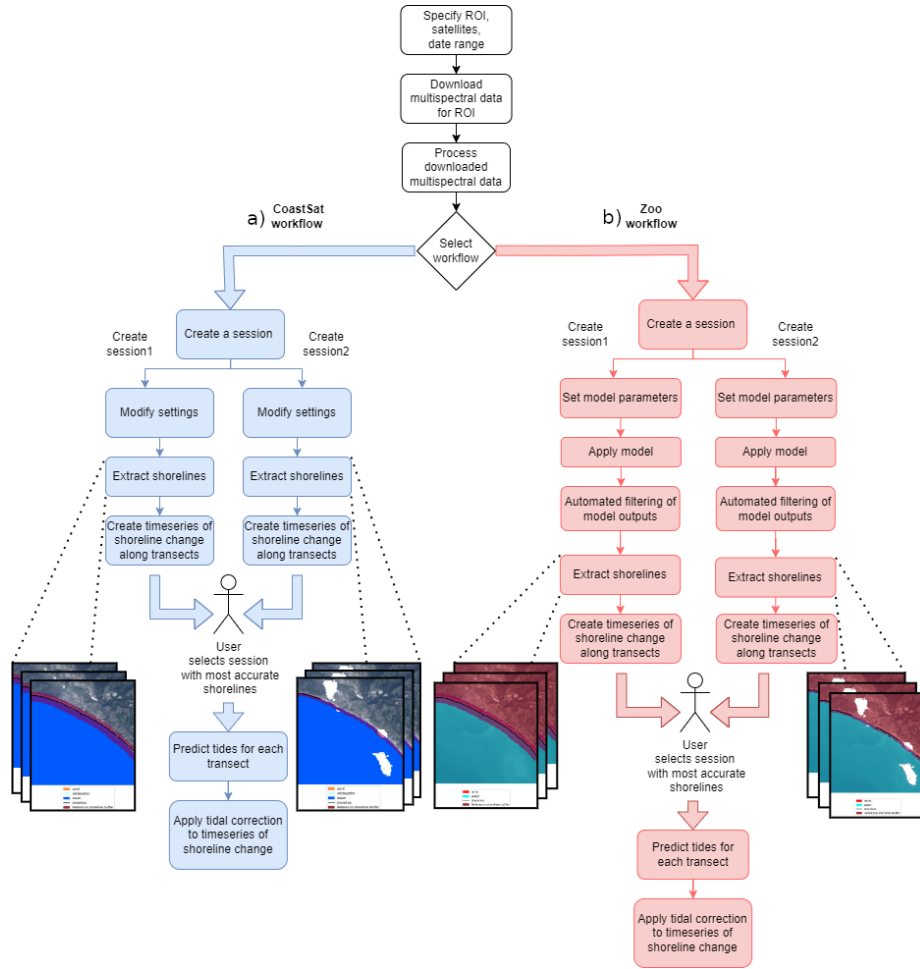 Specify ROI,
satellites,
date range
Download
multispectral data
for ROI
Process
downloaded
multispectral data
Select
workflow
a) CoastSat
workflow
b) Zoo
workflow
Create
session1
Create a session
Create
session2
Modify settings
Modify settings
Extract shorelines
Extract shorelines
Create timeseries of
shoreline change
along transects
Create timeseries of
shoreline change
along transects
User
selects session
with most accurate
shorelines
Predict tides for each
transect
Apply tidal correction
to timeseries of
shoreline change
Create
session1
Create a session
Create
session2
Set model parameters
Set model parameters
Apply model
Apply model
Automated filtering of
model outputs
Automated filtering of
model outputs
Extract shorelines
Extract shorelines
Create timeseries of
shoreline change
along transects
Create timeseries of
shoreline change
along transects
User
selects session
with most accurate
shorelines
Predict tides for
each transect
Apply tidal correction
to timeseries of
shoreline change